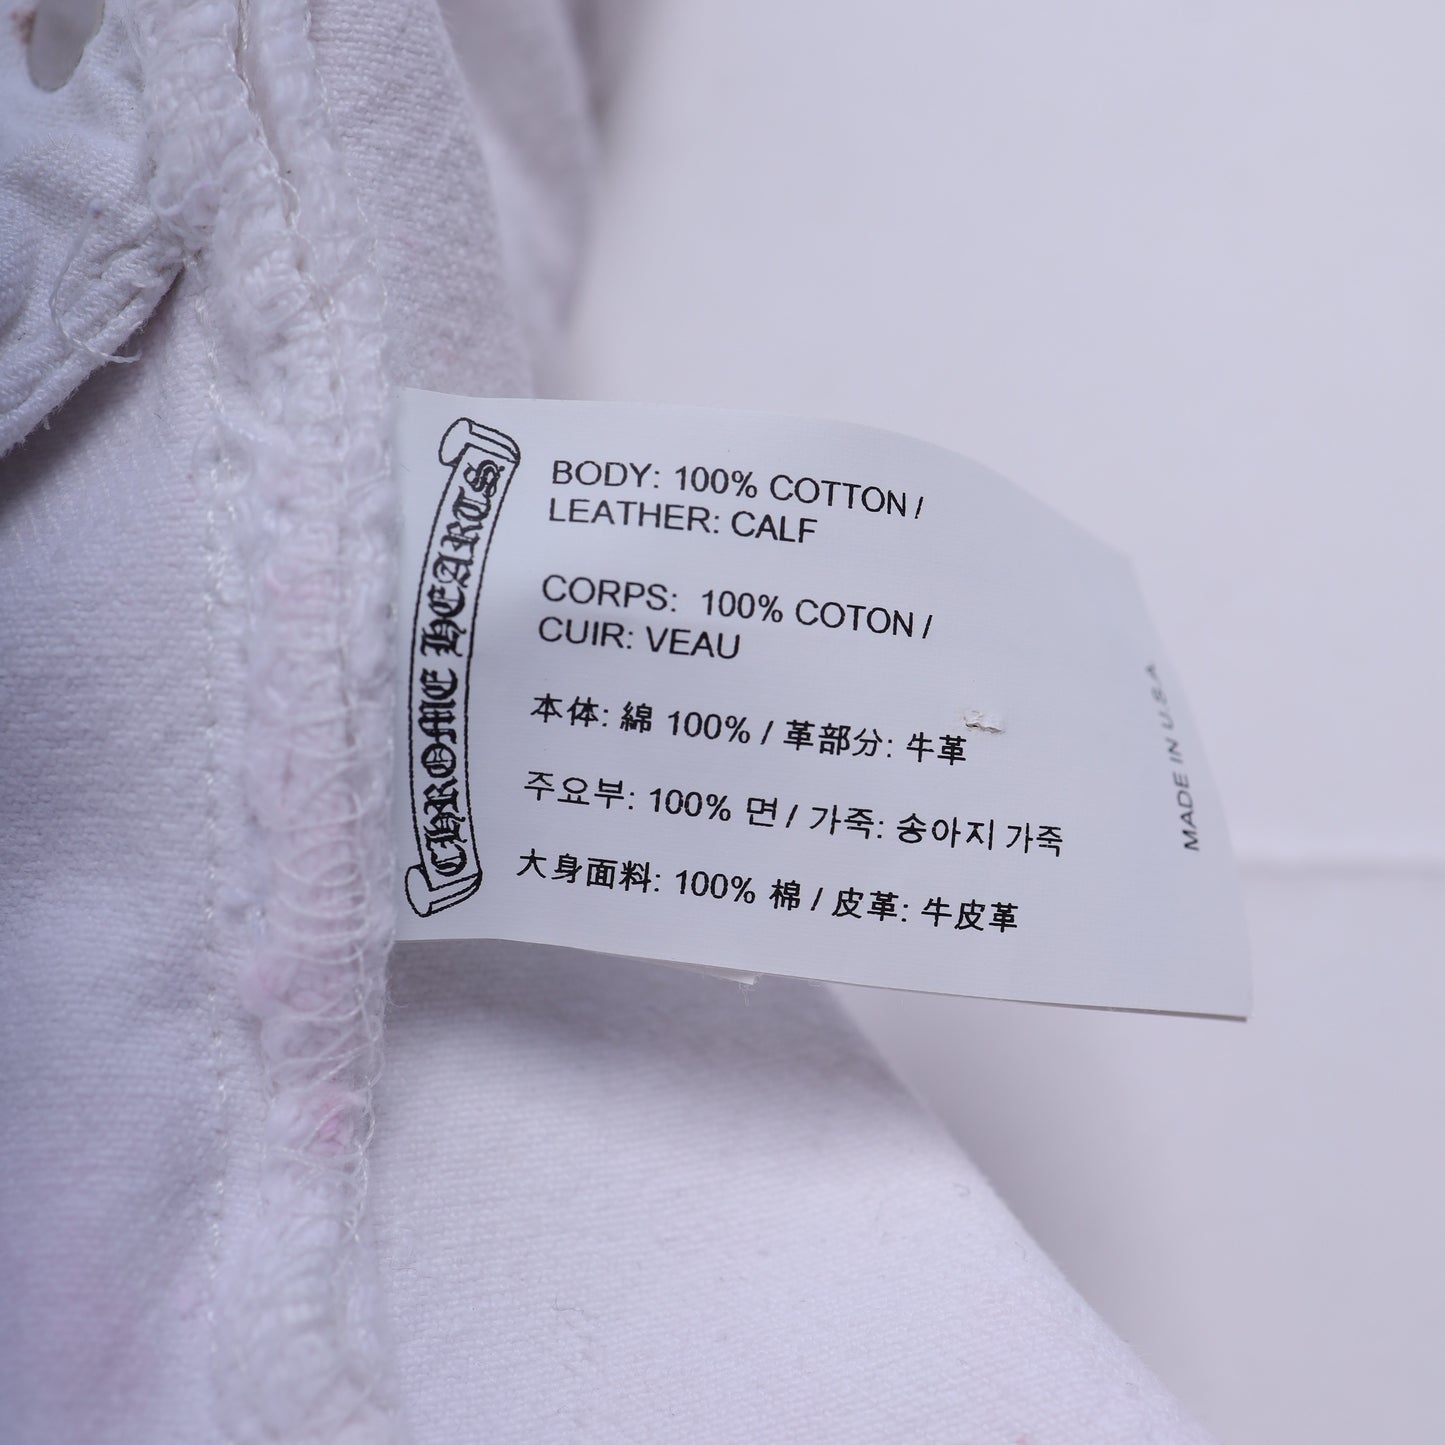 CHROME HEARTS
BODY: 100% COTTON /
LEATHER: CALF
CORPS: 100% COTON /
CUIR: VEAU
本体: 綿 100% / 革部分: 牛革
주요부: 100% 면 / 가죽: 송아지 가죽
大身面料: 100% 棉 / 皮革: 牛皮革
MADE IN U.S.A